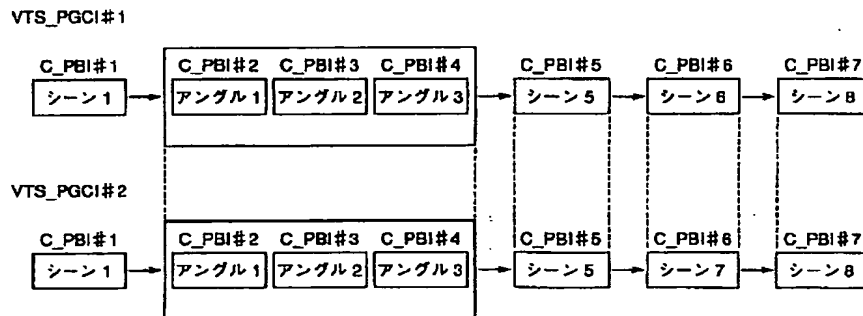 VTS_PGCI#1
C_PBI#1 C_PBI#2 C_PBI#3 C_PBI#4 C_PBI#5 C_PBI#6 C_PBI#7
シーン1 アングル1 アングル2 アングル3 シーン5 シーン6 シーン8
VTS_PGCI#2
C_PBI#1 C_PBI#2 C_PBI#3 C_PBI#4 C_PBI#5 C_PBI#6 C_PBI#7
シーン1 アングル1 アングル2 アングル3 シーン5 シーン7 シーン8